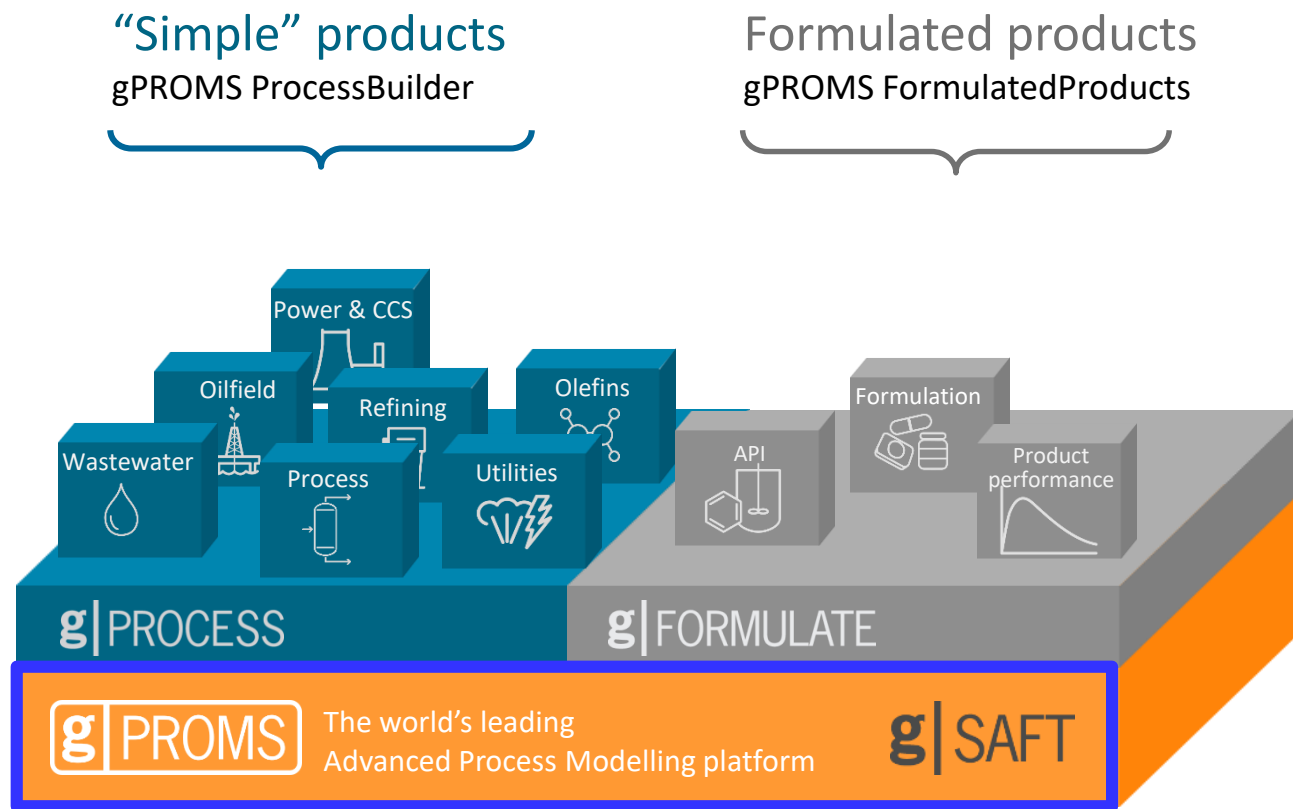 “Simple” products
gPROMS ProcessBuilder
Formulated products
gPROMS FormulatedProducts
Power & CCS
Oilfield
Refining
Olefins
Wastewater
Process
Utilities
API
Formulation
Product
performance
g|PROCESS
g|FORMULATE
g|PROMS
The world’s leading
Advanced Process Modelling platform
g|SAFT